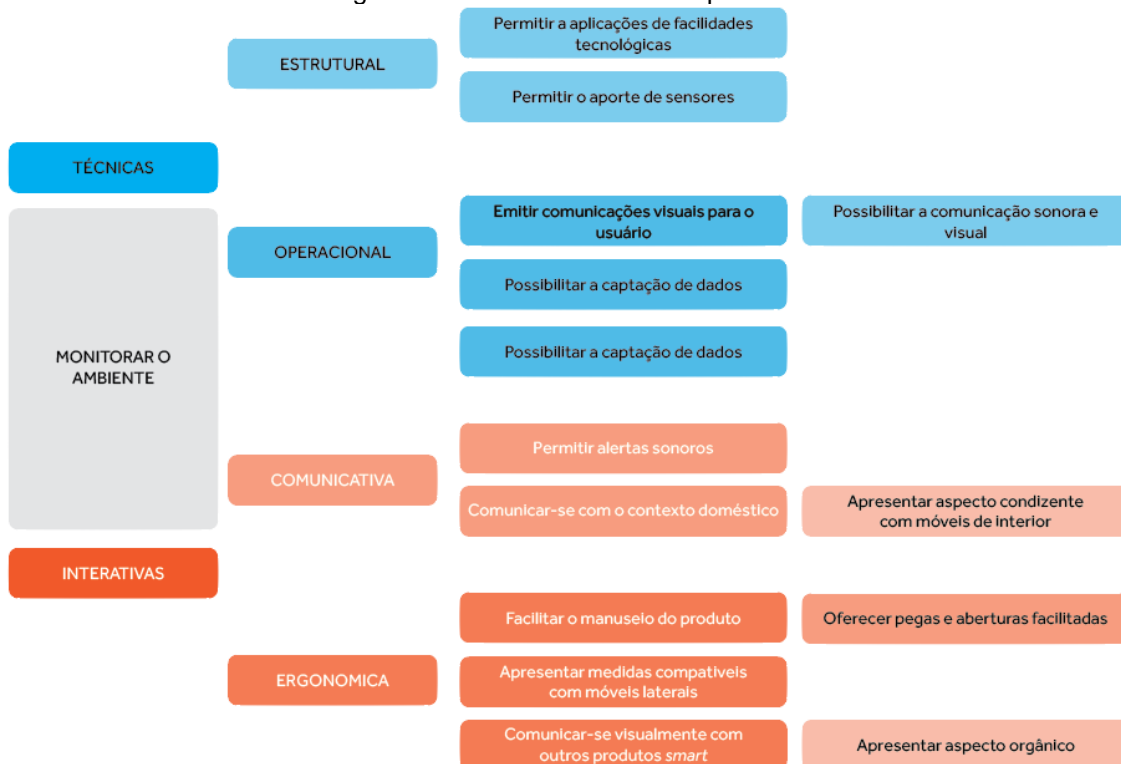 Permitir a aplicações de facilidades
tecnológicas
ESTRUTURAL
Permitir o aporte de sensores
TÉCNICAS
Emitir comunicações visuais para o
usuário
Possibilitar a comunicação sonora e
visual
OPERACIONAL
Possibilitar a captação de dados
Possibilitar a captação de dados
MONITORAR O
AMBIENTE
Permitir alertas sonoros
COMUNICATIVA
Comunicar-se com o contexto doméstico
Apresentar aspecto condizente
com móveis de interior
INTERATIVAS
Facilitar o manuseio do produto
Oferecer pegas e aberturas facilitadas
ERGONOMICA
Apresentar medidas compatíveis
com móveis laterais
Comunicar-se visualmente com
outros produtos smart
Apresentar aspecto orgânico